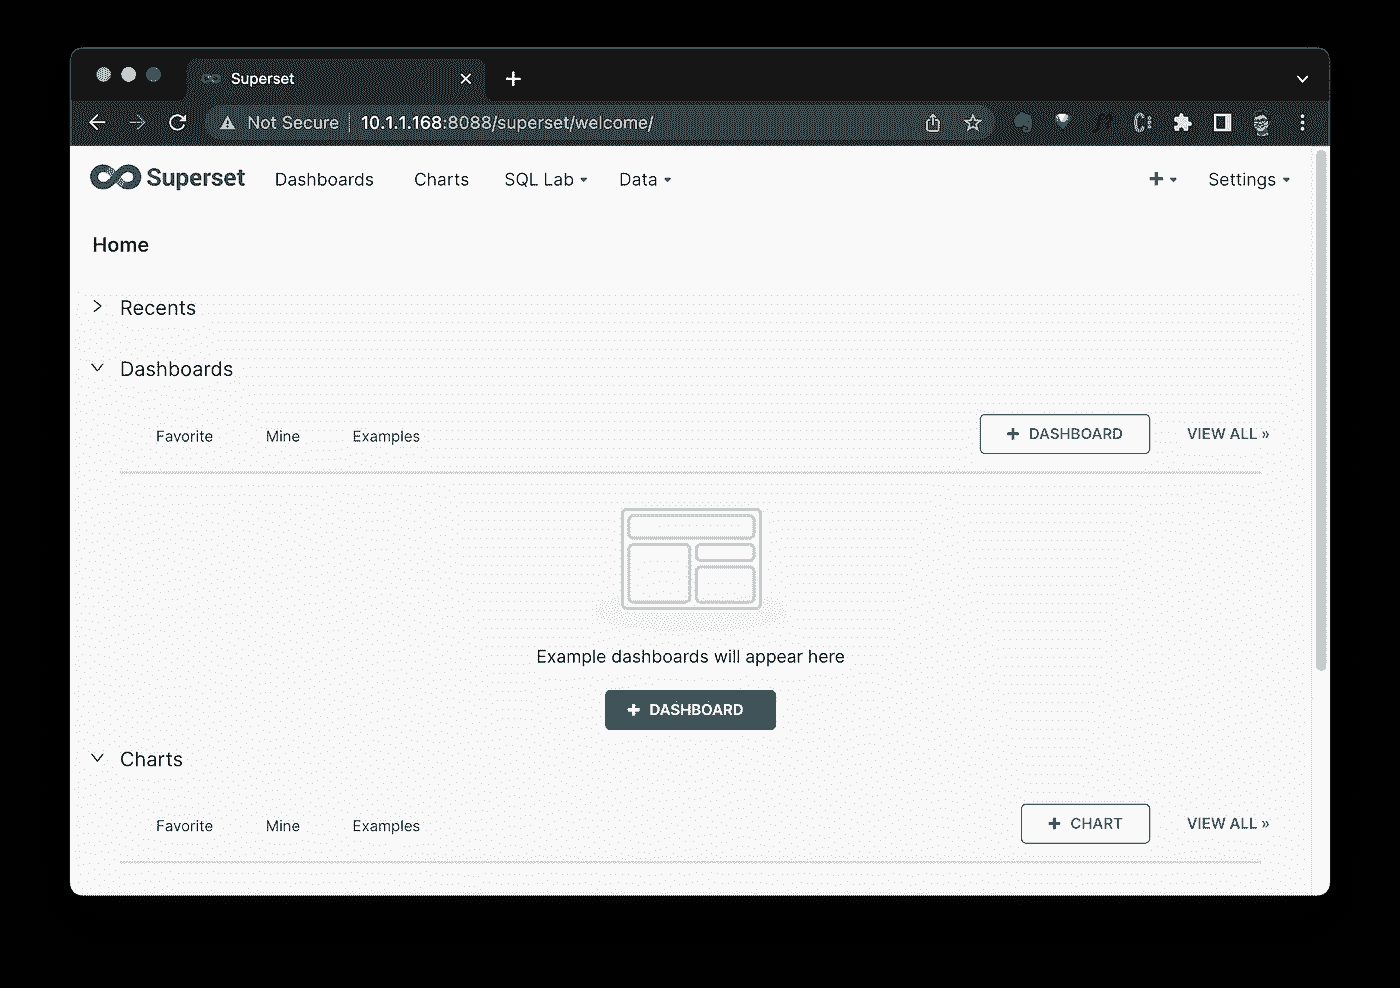 Superset
Not Secure | 10.1.1.168:8088/superset/welcome/
Superset Dashboards Charts SQL Lab Data + Settings
Home
Recents
Dashboards
Favorite Mine Examples + DASHBOARD VIEW ALL »
Example dashboards will appear here
+ DASHBOARD
Charts
Favorite Mine Examples + CHART VIEW ALL »